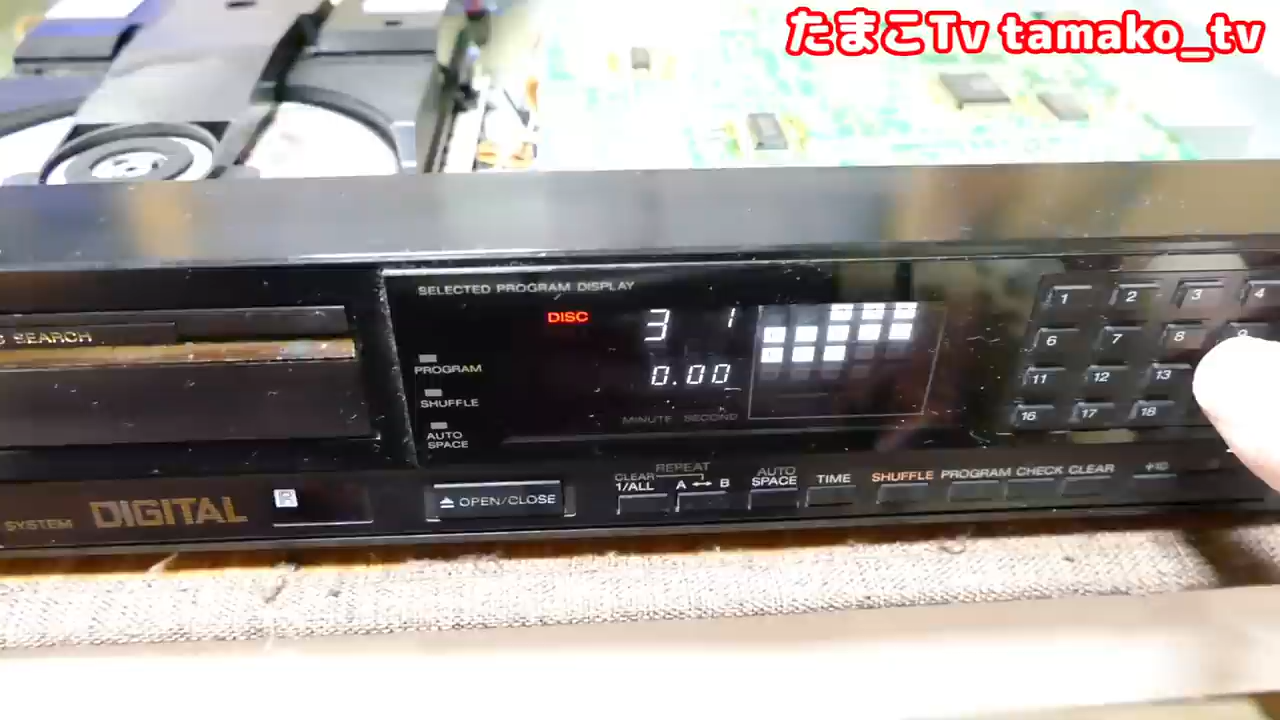 たまこTv tamako_tv
SELECTED PROGRAM DISPLAY
DISC
3 1
0.00
MINUTE SECOND
PROGRAM
SHUFFLE
AUTO SPACE
SEARCH
1 2 3 4
6 7 8 9
11 12 13
16 17 18
REPEAT
CLEAR 1/ALL A ↔ B
AUTO SPACE
TIME
SHUFFLE PROGRAM CHECK CLEAR
OPEN/CLOSE
SYSTEM DIGITAL
R